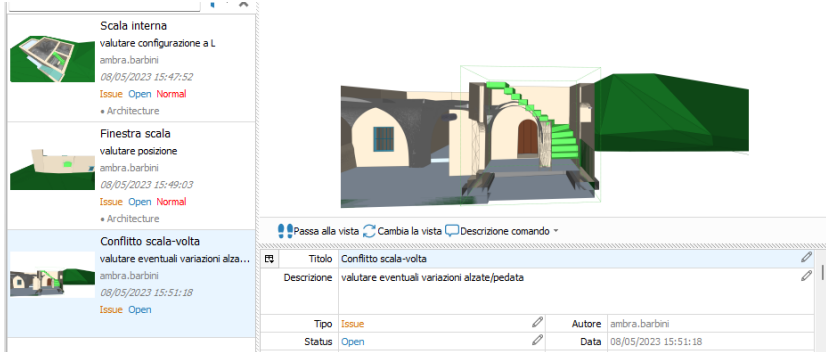 Scala interna
valutare configurazione a L
ambra.barbini
08/05/2023 15:47:52
Issue Open Normal
• Architecture
Finestra scala
valutare posizione
ambra.barbini
08/05/2023 15:49:03
Issue Open Normal
• Architecture
Conflitto scala-volta
valutare eventuali variazioni alza...
ambra.barbini
08/05/2023 15:51:18
Issue Open
Passa alla vista Cambia la vista Descrizione comando
Titolo Conflitto scala-volta
Descrizione valutare eventuali variazioni alzate/pedata
Tipo Issue Autore ambra.barbini
Status Open Data 08/05/2023 15:51:18